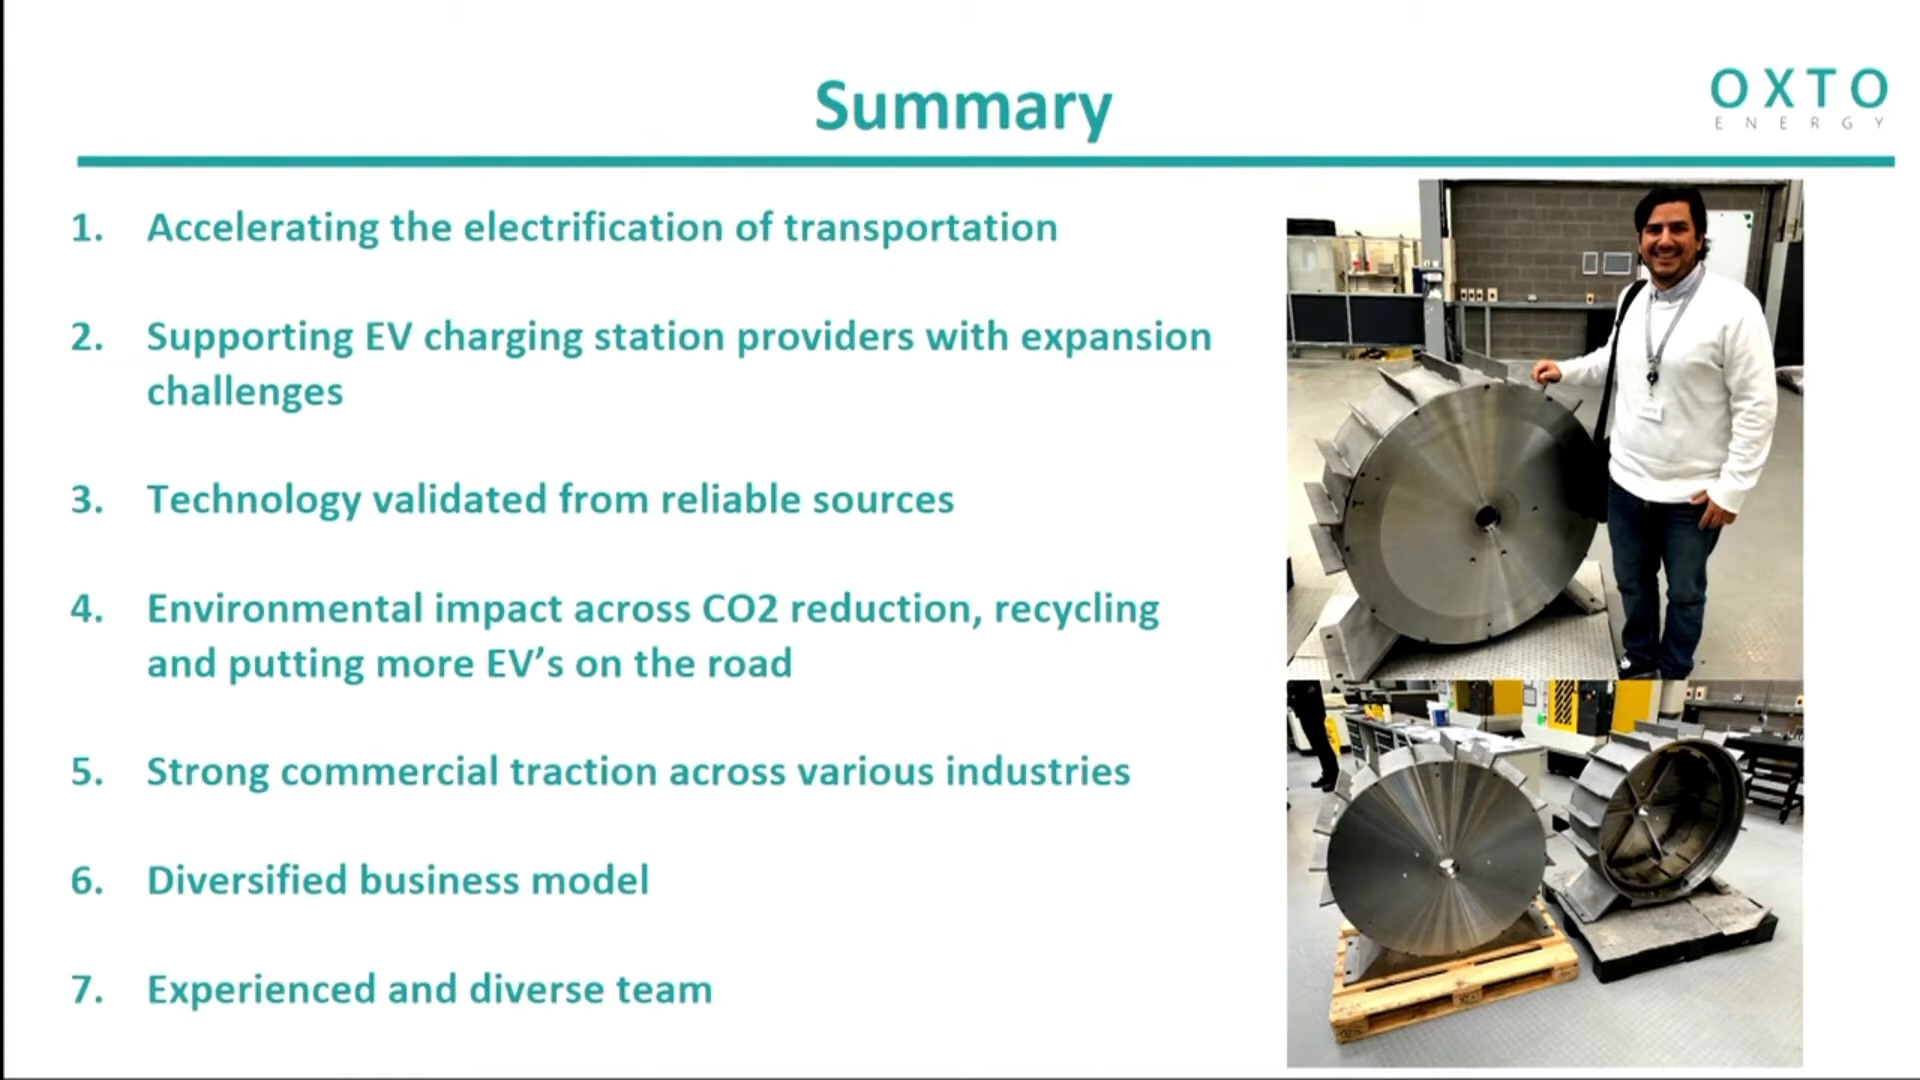 Summary
OXTO
ENERGY
1. Accelerating the electrification of transportation
2. Supporting EV charging station providers with expansion
challenges
3. Technology validated from reliable sources
4. Environmental impact across CO2 reduction, recycling
and putting more EV’s on the road
5. Strong commercial traction across various industries
6. Diversified business model
7. Experienced and diverse team